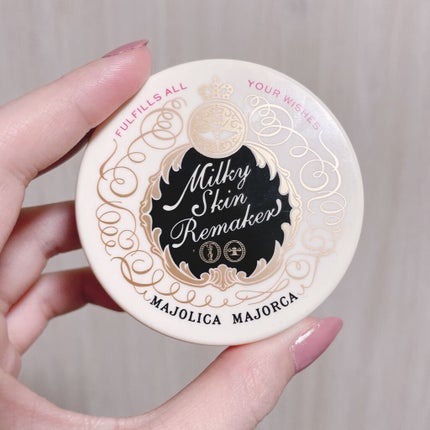 FULFILLS ALL YOUR WISHES
Milky
Skin
Remaker
MAJOLICA MAJORCA